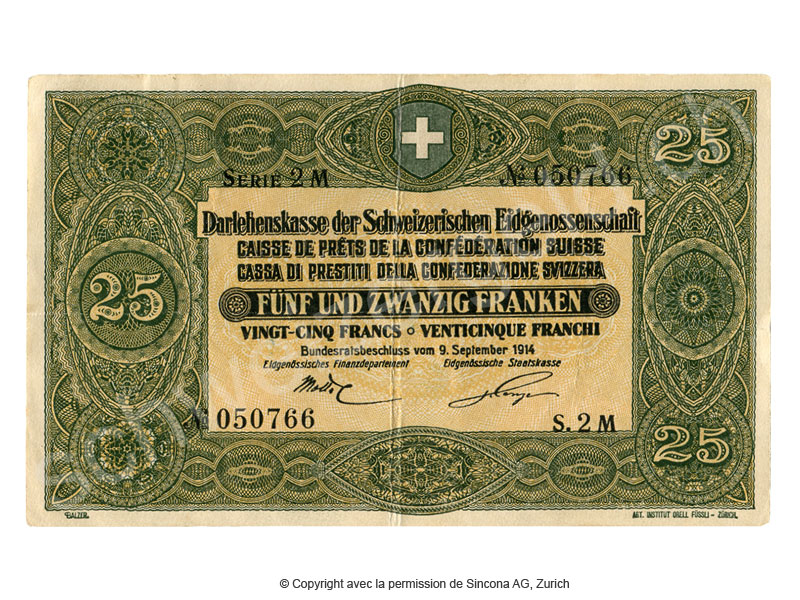 25
SERIE 2 M № 050766
Darlehenskasse der Schweizerischen Eidgenossenschaft
CAISSE DE PRÊTS DE LA CONFÉDÉRATION SUISSE
CASSA DI PRESTITI DELLA CONFEDERAZIONE SVIZZERA
25
FÜNF UND ZWANZIG FRANKEN
VINGT-CINQ FRANCS o VENTICINQUE FRANCHI
Bundesratsbeschluss vom 9. September 1914
Eidgenössisches Finanzdepartement Eidgenössische Staatskasse
№ 050766 S. 2 M
25
BALZER. ART. INSTITUT ORELL FÜSSLI - ZÜRICH.
© Copyright avec la permission de Sincona AG, Zurich